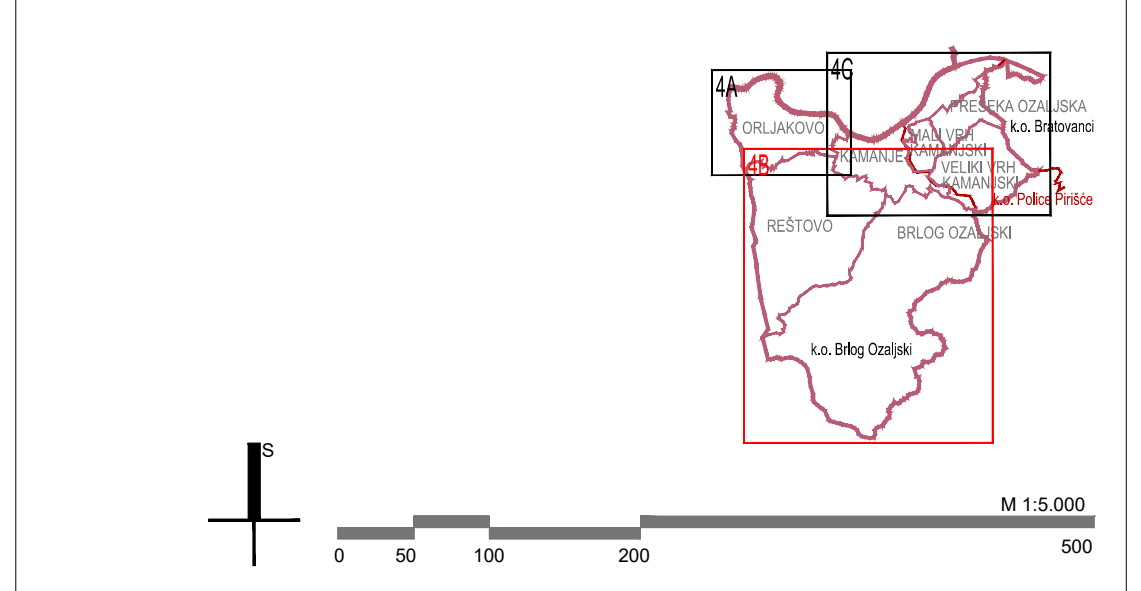 4C
4A
PRESEKA OZALJSKA
ORLJAKOVO
k.o. Bratovanci
MALI VRH
KAMANJSKI
KAMANJE
4B
VELIKI VRH
KAMANJSKI
k.o. Police Pirišće
REŠTOVO
BRLOG OZALJSKI
k.o. Brlog Ozaljski
S
M 1:5.000
0 50 100 200 500